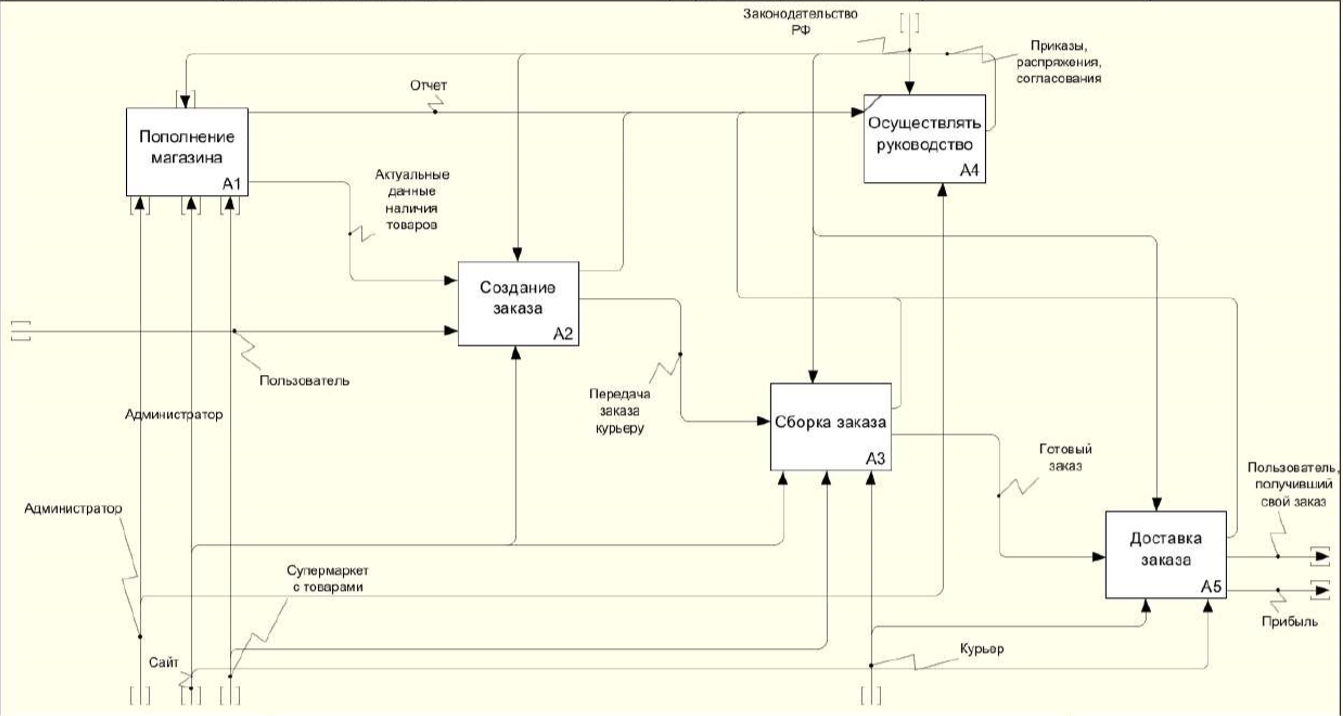 Законодательство
РФ
Приказы,
распряжения,
согласования
Отчет
Пополнение
магазина
A1
Осуществлять
руководство
A4
Актуальные
данные
наличия
товаров
Создание
заказа
A2
Пользователь
Передача
заказа
курьеру
Администратор
Сборка заказа
A3
Готовый
заказ
Пользователь,
получивший
свой заказ
Администратор
Доставка
заказа
A5
Супермаркет
с товарами
Прибыль
Сайт
Курьер